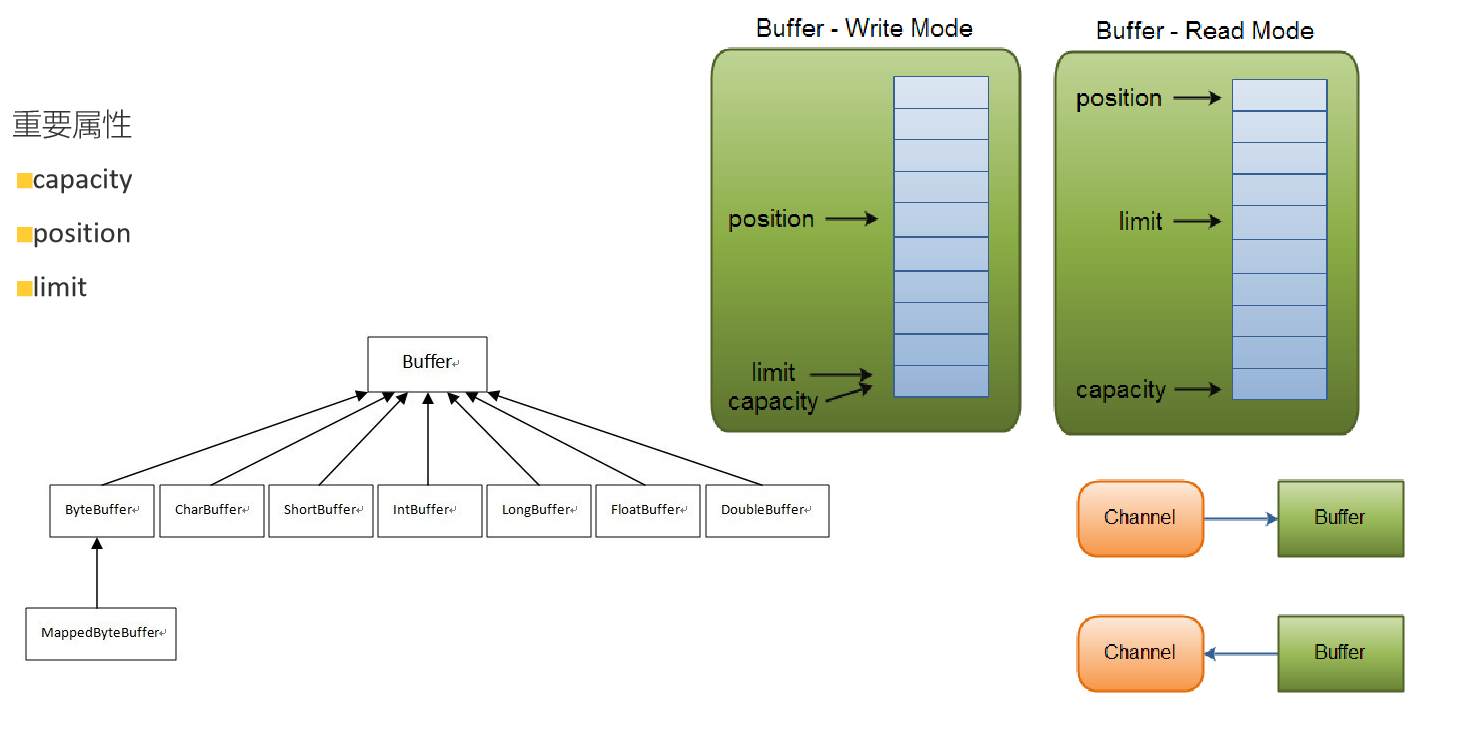 重要属性
capacity
position
limit
Buffer - Write Mode
position
limit
capacity
Buffer - Read Mode
position
limit
capacity
Buffer
ByteBuffer
CharBuffer
ShortBuffer
IntBuffer
LongBuffer
FloatBuffer
DoubleBuffer
MappedByteBuffer
Channel
Buffer
Channel
Buffer